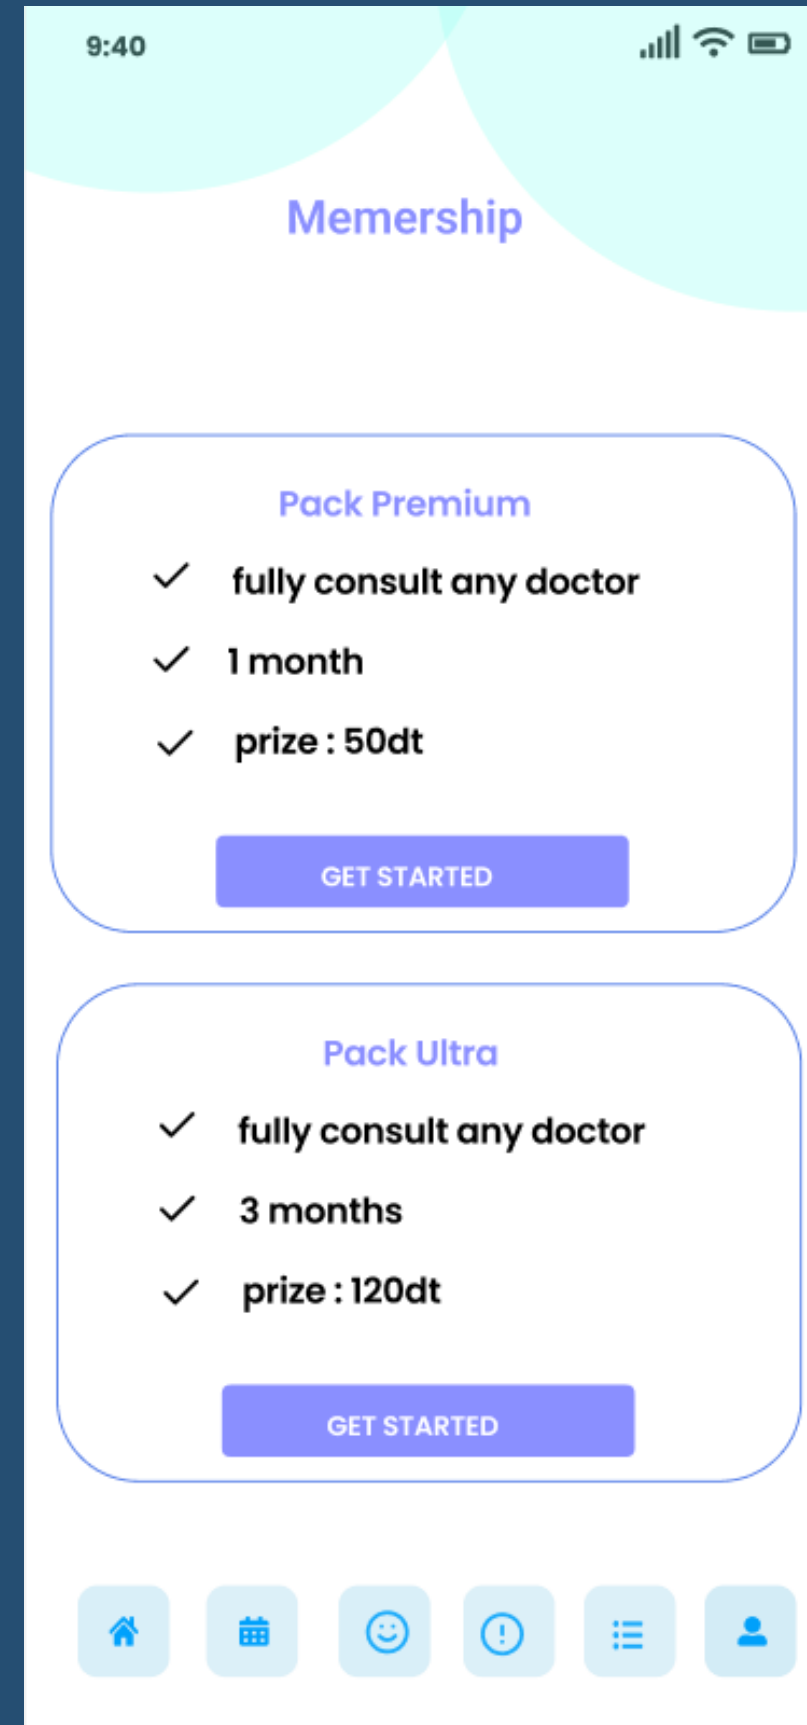 9:40
Memership
Pack Premium
fully consult any doctor
1 month
prize : 50dt
GET STARTED
Pack Ultra
fully consult any doctor
3 months
prize : 120dt
GET STARTED